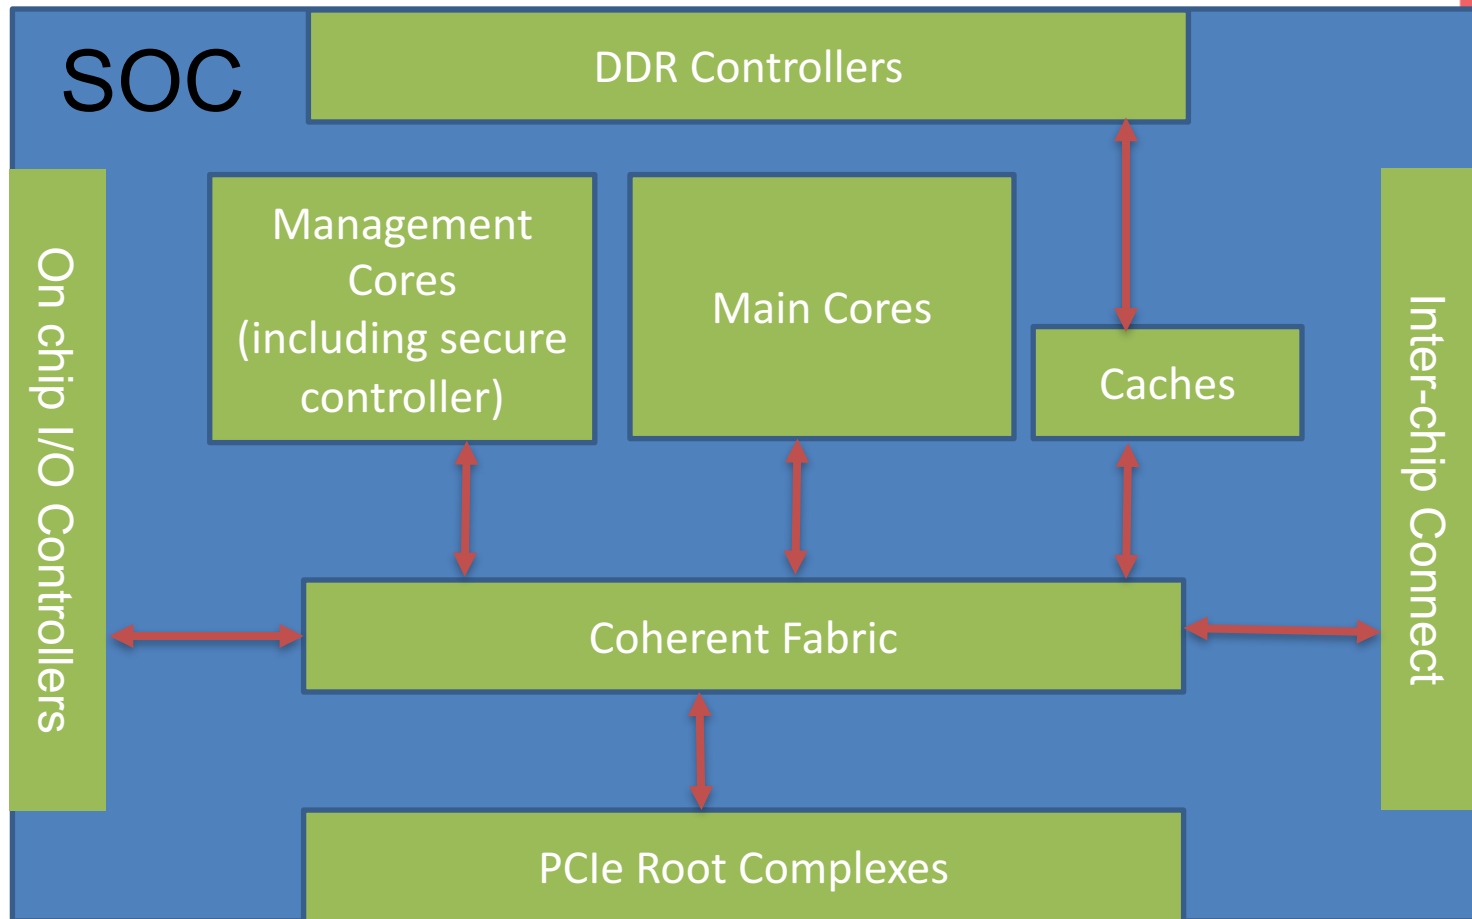 SOC
DDR Controllers
Management
Cores
(including secure
controller)
Main Cores
Caches
On chip I/O Controllers
Inter-chip Connect
Coherent Fabric
PCIe Root Complexes